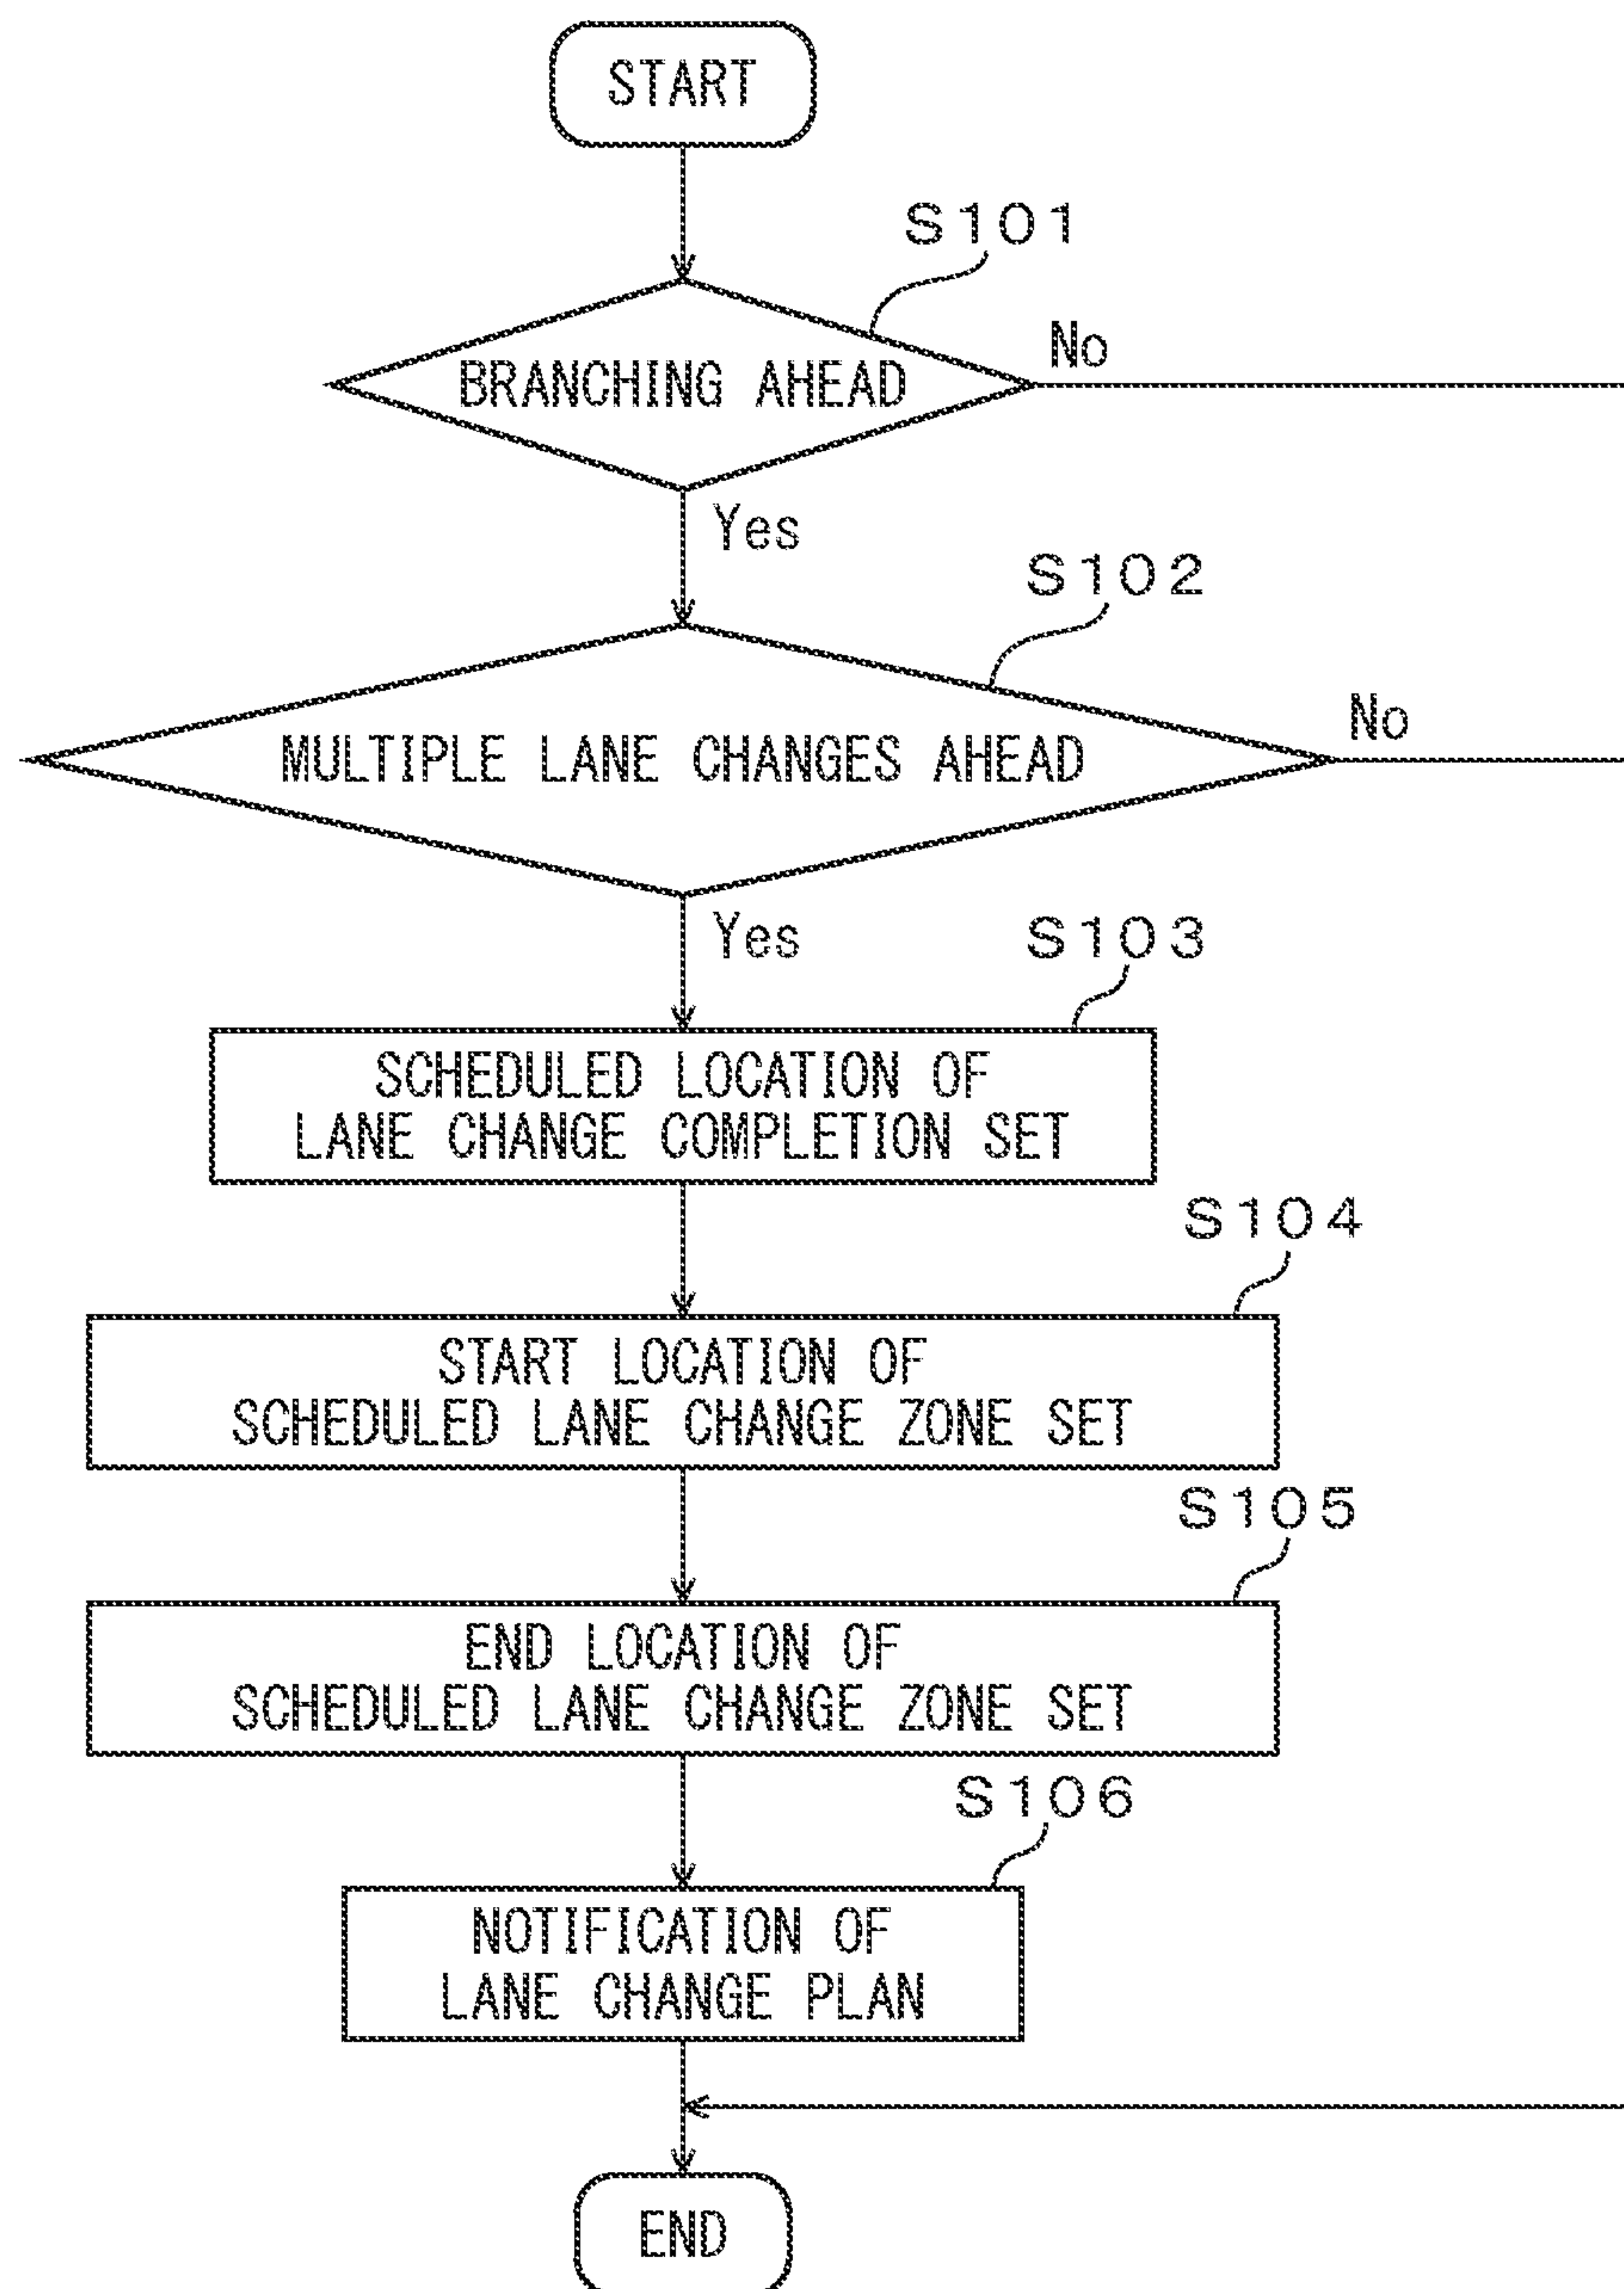 START
S101
BRANCHING AHEAD
No
Yes
S102
MULTIPLE LANE CHANGES AHEAD
No
Yes
S103
SCHEDULED LOCATION OF
LANE CHANGE COMPLETION SET
S104
START LOCATION OF
SCHEDULED LANE CHANGE ZONE SET
S105
END LOCATION OF
SCHEDULED LANE CHANGE ZONE SET
S106
NOTIFICATION OF
LANE CHANGE PLAN
END